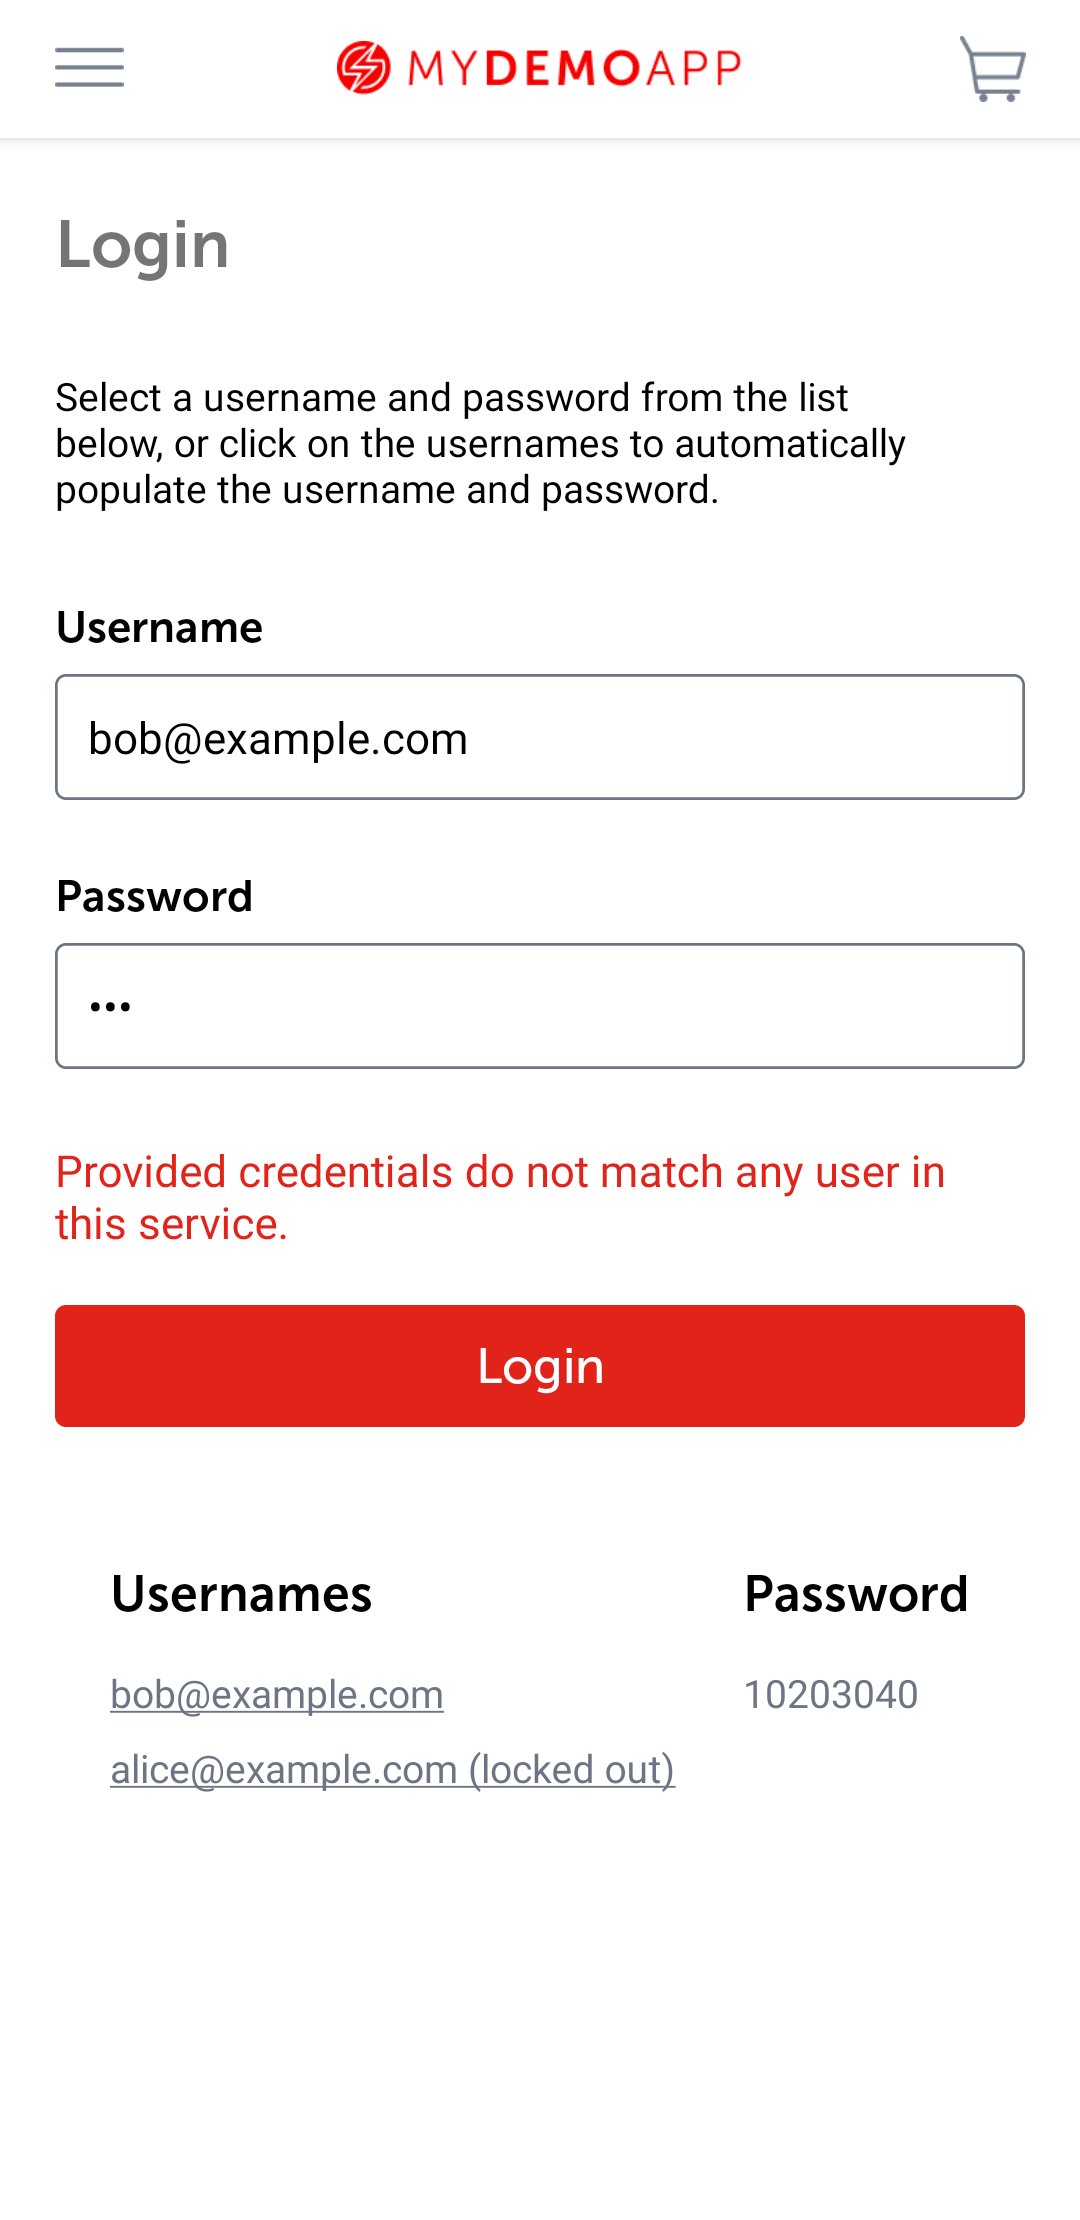 MYDEMOAPP
Login
Select a username and password from the list
below, or click on the usernames to automatically
populate the username and password.
Username
bob@example.com
Password
•••
Provided credentials do not match any user in
this service.
Login
Usernames Password
bob@example.com 10203040
alice@example.com (locked out)